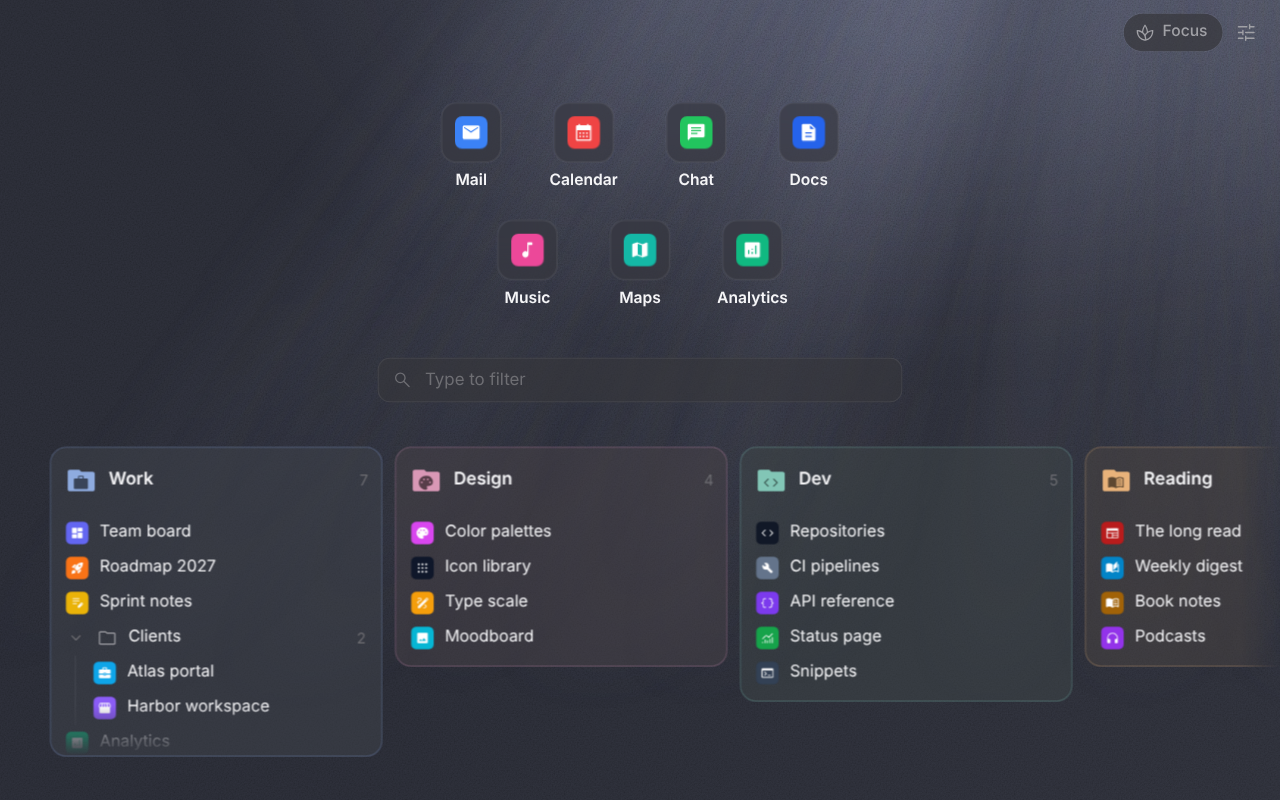 Focus
Mail
Calendar
Chat
Docs
Music
Maps
Analytics
Type to filter
Work 7
Team board
Roadmap 2027
Sprint notes
Clients 2
Atlas portal
Harbor workspace
Analytics
Design 4
Color palettes
Icon library
Type scale
Moodboard
Dev 5
Repositories
CI pipelines
API reference
Status page
Snippets
Reading
The long read
Weekly digest
Book notes
Podcasts